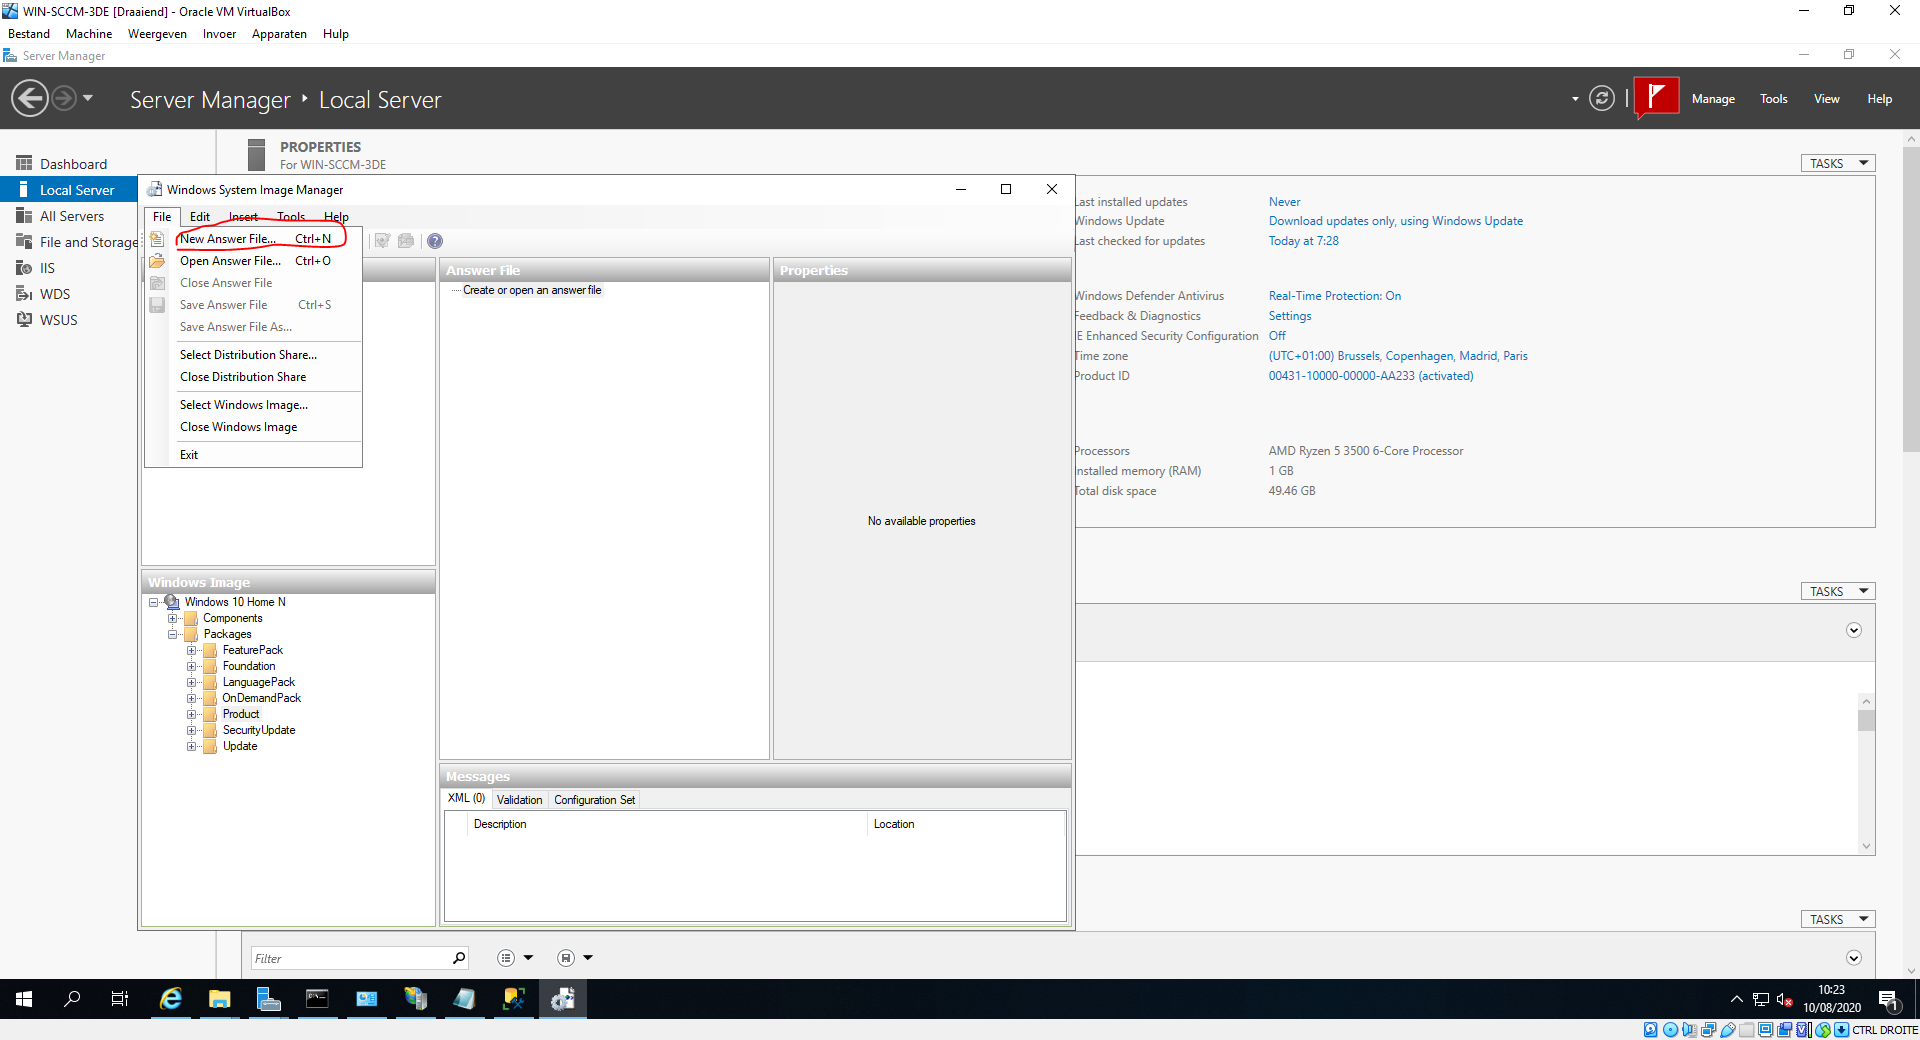 WIN-SCCM-3DE [Draaiend] - Oracle VM VirtualBox
Bestand Machine Weergeven Invoer Apparaten Hulp
Server Manager
Server Manager Local Server
Manage Tools View Help
Dashboard
Local Server
All Servers
File and Storage
IIS
WDS
WSUS
PROPERTIES
For WIN-SCCM-3DE
TASKS
Windows System Image Manager
File Edit Insert Tools Help
New Answer File... Ctrl+N
Open Answer File... Ctrl+O
Close Answer File
Save Answer File Ctrl+S
Save Answer File As...
Select Distribution Share...
Close Distribution Share
Select Windows Image...
Close Windows Image
Exit
Answer File
Create or open an answer file
Properties
No available properties
Windows Image
Windows 10 Home N
Components
Packages
FeaturePack
Foundation
LanguagePack
OnDemandPack
Product
SecurityUpdate
Update
Messages
XML (0) Validation Configuration Set
Description Location
Last installed updates Never
Windows Update Download updates only, using Windows Update
Last checked for updates Today at 7:28
Windows Defender Antivirus Real-Time Protection: On
Feedback & Diagnostics Settings
IE Enhanced Security Configuration Off
Time zone (UTC+01:00) Brussels, Copenhagen, Madrid, Paris
Product ID 00431-10000-00000-AA233 (activated)
Processors AMD Ryzen 5 3500 6-Core Processor
Installed memory (RAM) 1 GB
Total disk space 49.46 GB
TASKS
TASKS
Filter
10:23
10/08/2020
1
CTRL DROITE